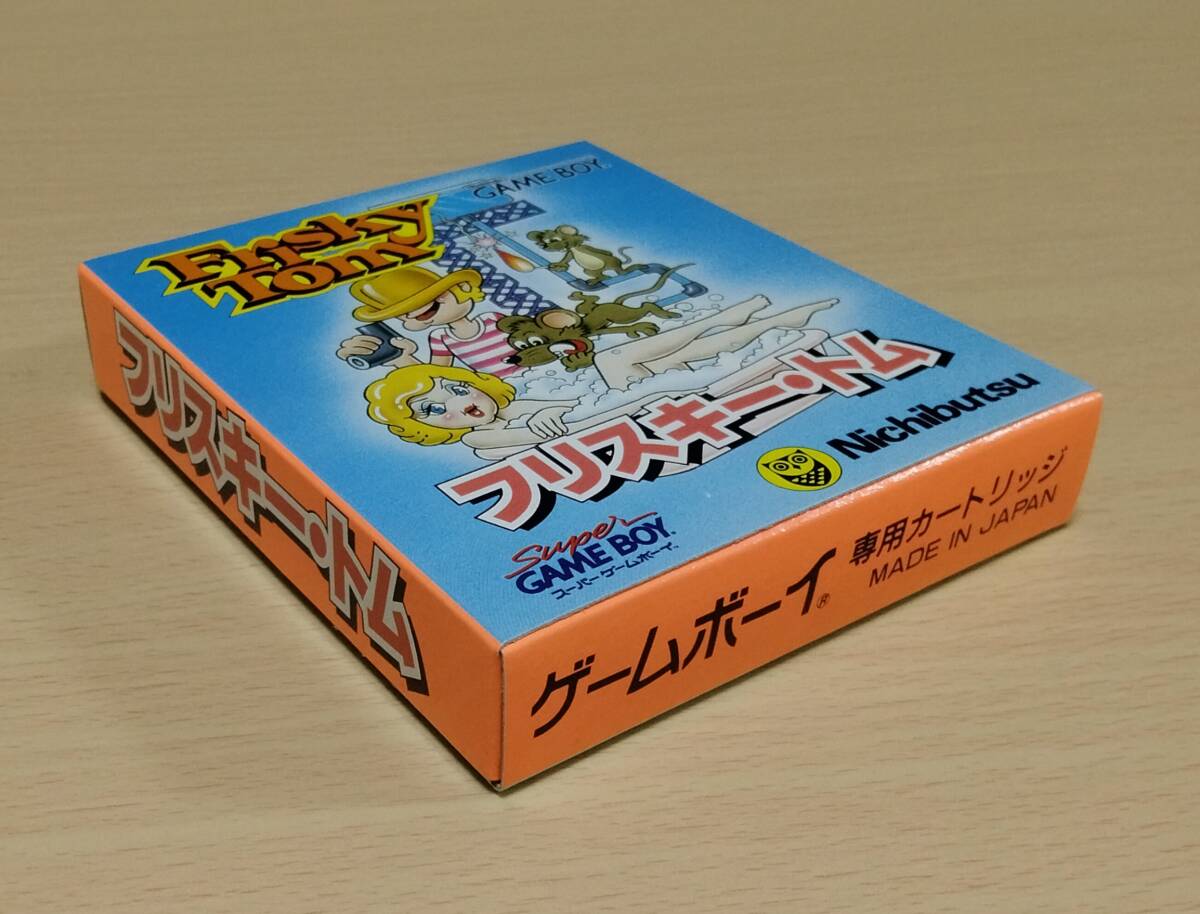 GAME BOY
Frisky
Tom
フリスキー・トム
Nichibutsu
Super
GAME BOY
スーパーゲームボーイ
フリスキー・トム
ゲームボーイ®
専用カートリッジ
MADE IN JAPAN